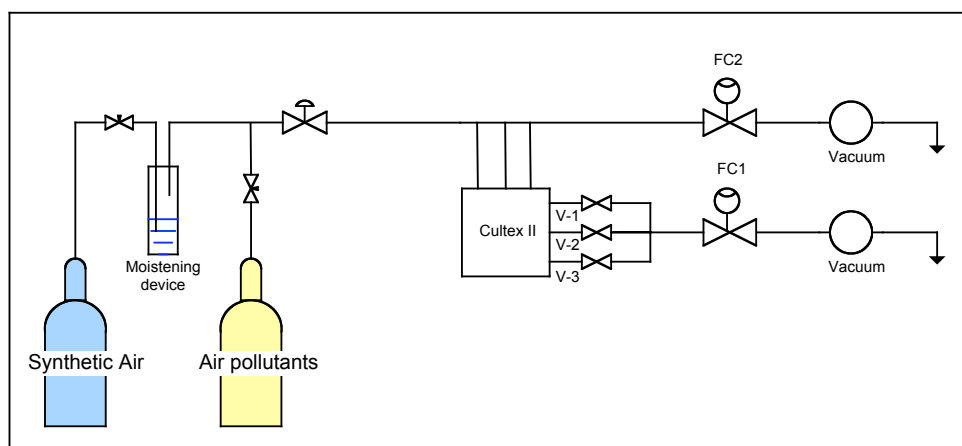 FC2
Vacuum
FC1
V-1
Cultex II
V-2
V-3
Vacuum
Moistening
device
Synthetic Air
Air pollutants